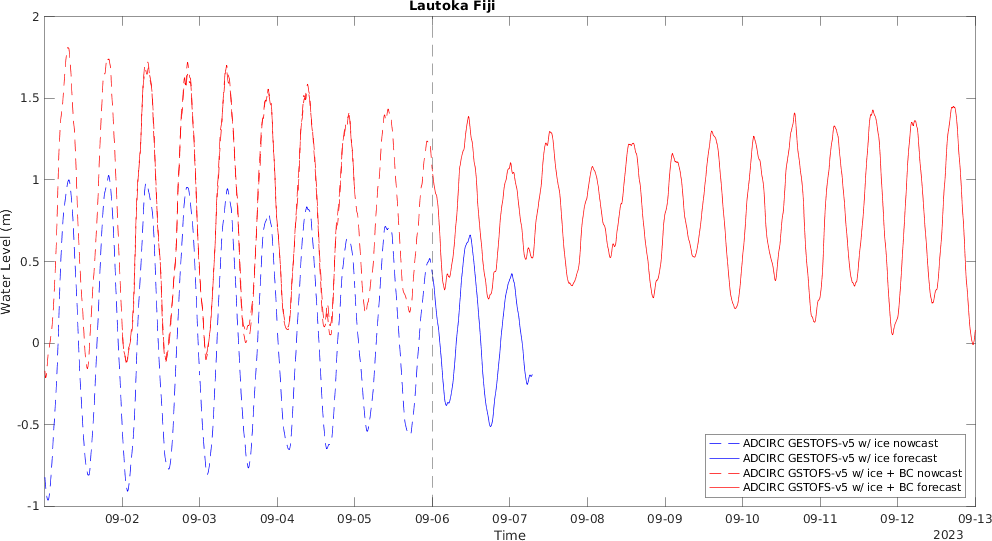 Lautoka Fiji
2
1.5
1
0.5
0
-0.5
-1
Water Level (m)
09-02
09-03
09-04
09-05
09-06
09-07
09-08
09-09
09-10
09-11
09-12
09-13
Time
2023
ADCIRC GESTOFS-v5 w/ ice nowcast
ADCIRC GESTOFS-v5 w/ ice forecast
ADCIRC GSTOFS-v5 w/ ice + BC nowcast
ADCIRC GSTOFS-v5 w/ ice + BC forecast